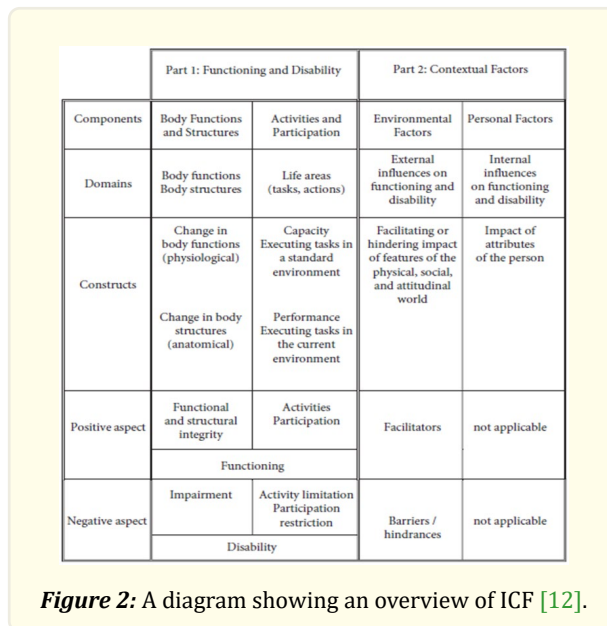 Part 1: Functioning and Disability
Part 2: Contextual Factors
Components
Body Functions
and Structures
Activities and
Participation
Environmental
Factors
Personal Factors
Domains
Body functions
Body structures
Life areas
(tasks, actions)
External
influences on
functioning and
disability
Internal
influences
on functioning
and disability
Constructs
Change in
body functions
(physiological)
Change in body
structures
(anatomical)
Capacity
Executing tasks in
a standard
environment
Performance
Executing tasks in
the current
environment
Facilitating or
hindering impact
of features of the
physical, social,
and attitudinal
world
Impact of
attributes
of the person
Positive aspect
Functional
and structural
integrity
Activities
Participation
Functioning
Facilitators
not applicable
Negative aspect
Impairment
Activity limitation
Participation
restriction
Disability
Barriers /
hindrances
not applicable
Figure 2: A diagram showing an overview of ICF [12].